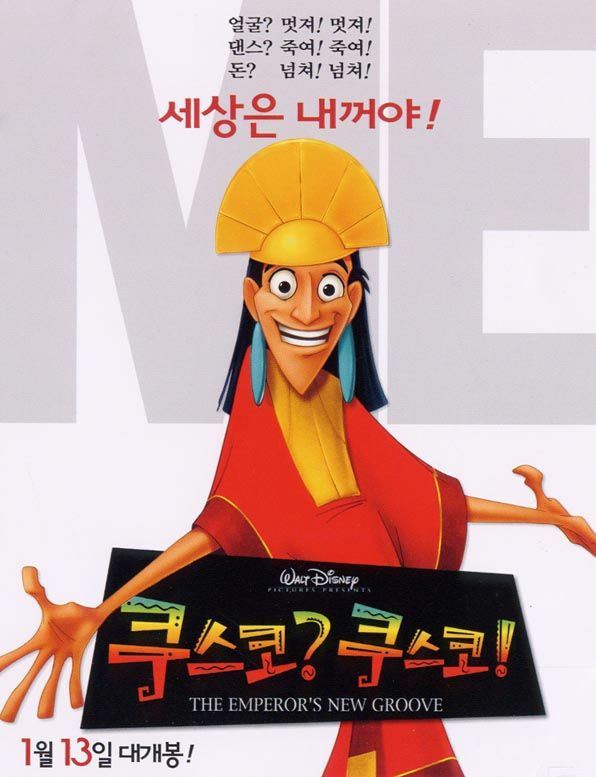 ME
얼굴? 멋져! 멋져!
댄스? 죽여! 죽여!
돈? 넘쳐! 넘쳐!
세상은 내꺼야!
WALT DISNEY
PICTURES PRESENTS
쿠스코? 쿠스코!
THE EMPEROR'S NEW GROOVE
1월 13일 대개봉!